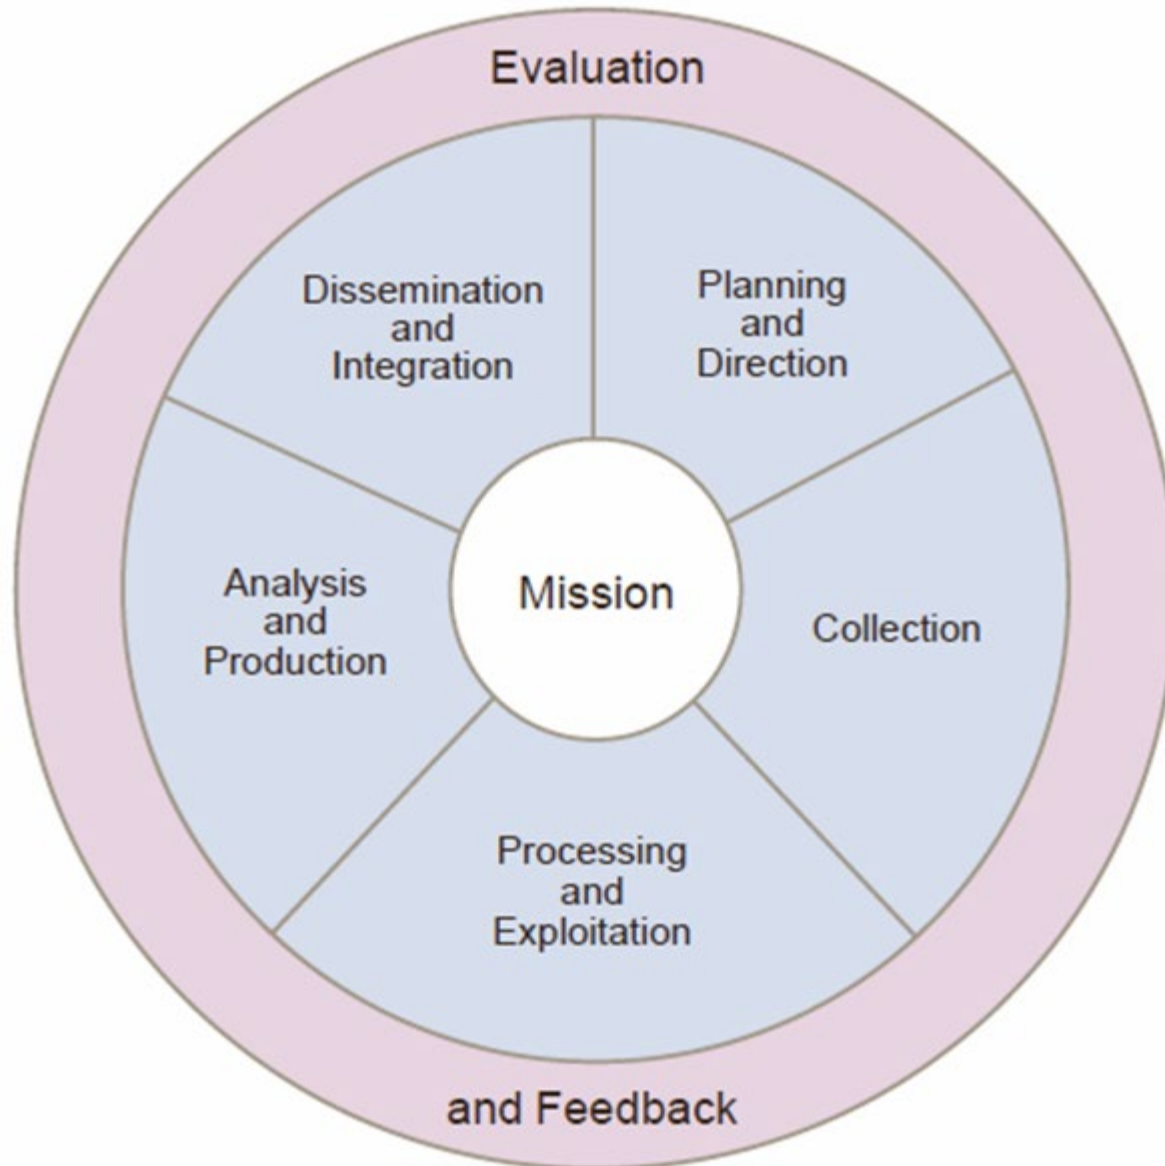 Evaluation
Dissemination
and
Integration
Planning
and
Direction
Analysis
and
Production
Mission
Collection
Processing
and
Exploitation
and Feedback